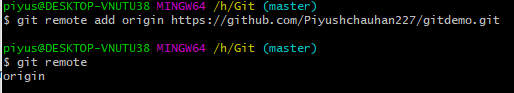 piyus@DESKTOP-VNUTU38 MINGW64 /h/Git (master)
$ git remote add origin https://github.com/Piyushchauhan227/gitdemo.git
piyus@DESKTOP-VNUTU38 MINGW64 /h/Git (master)
$ git remote
origin